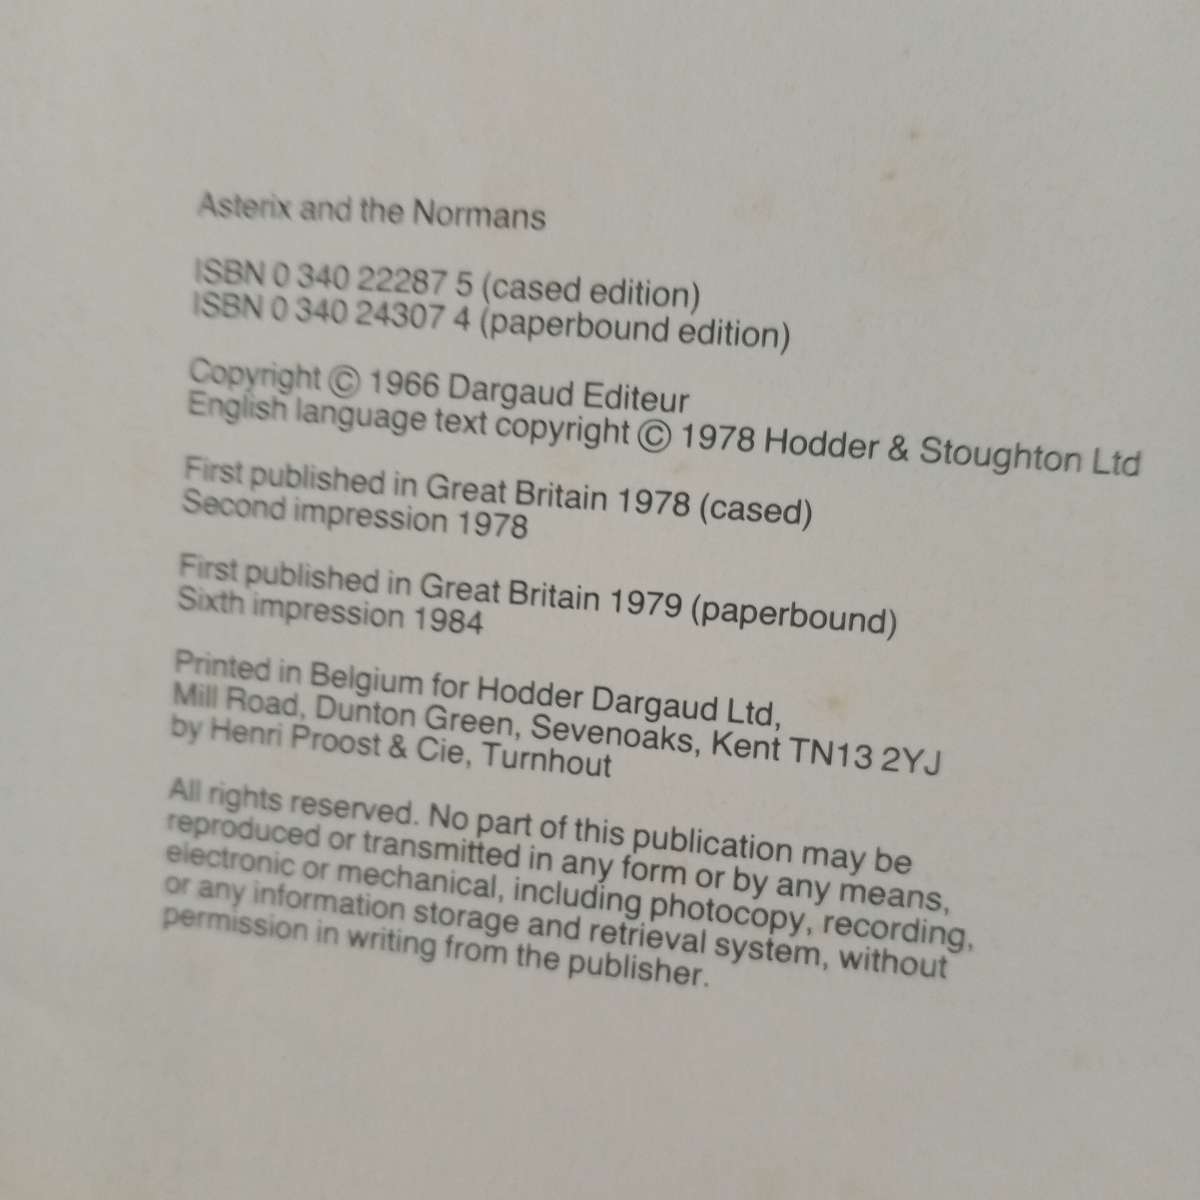 Asterix and the Normans
ISBN 0 340 22287 5 (cased edition)
ISBN 0 340 24307 4 (paperbound edition)
Copyright © 1966 Dargaud Editeur
English language text copyright © 1978 Hodder & Stoughton Ltd
First published in Great Britain 1978 (cased)
Second impression 1978
First published in Great Britain 1979 (paperbound)
Sixth impression 1984
Printed in Belgium for Hodder Dargaud Ltd,
Mill Road, Dunton Green, Sevenoaks, Kent TN13 2YJ
by Henri Proost & Cie, Turnhout
All rights reserved. No part of this publication may be
reproduced or transmitted in any form or by any means,
electronic or mechanical, including photocopy, recording,
or any information storage and retrieval system, without
permission in writing from the publisher.